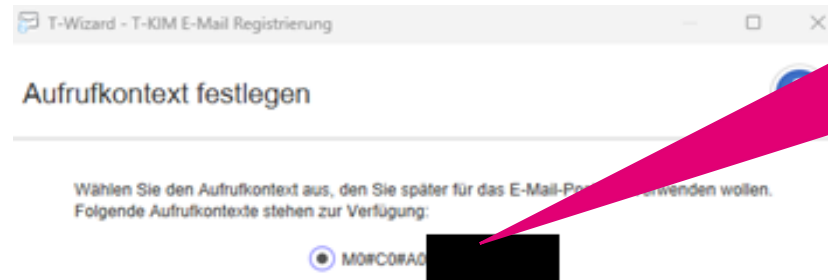 T-Wizard - T-KIM E-Mail Registrierung
Aufrufkontext festlegen
Wählen Sie den Aufrufkontext aus, den Sie später für das E-Mail- wollen.
Folgende Aufrufkontexte stehen zur Verfügung:
M0#C0#A0